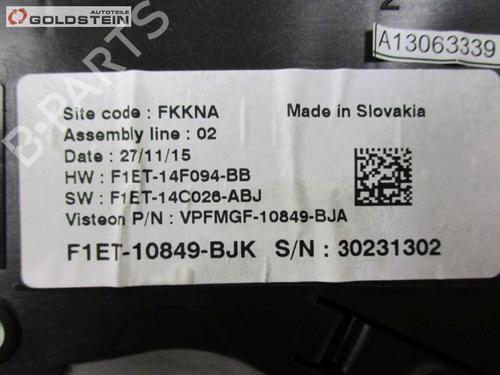 GOLDSTEIN
B-PARTS
A13063339
Site code : FKKNA
Made in Slovakia
Assembly line : 02
Date : 27/11/15
HW : F1ET-14F094-BB
SW : F1ET-14C026-ABJ
Visteon P/N : VPFMGF-10849-BJA
F1ET-10849-BJK S/N : 30231302